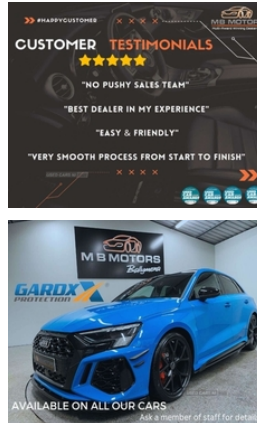 #HAPPYCUSTOMER
MB MOTORS
CUSTOMER TESTIMONIALS
"NO PUSHY SALES TEAM"
"BEST DEALER IN MY EXPERIENCE"
"EASY & FRIENDLY"
"VERY SMOOTH PROCESS FROM START TO FINISH"
MB MOTORS
Ballymena
GARDX
PROTECTION
AVAILABLE ON ALL OUR CARS
Ask a member of staff for details